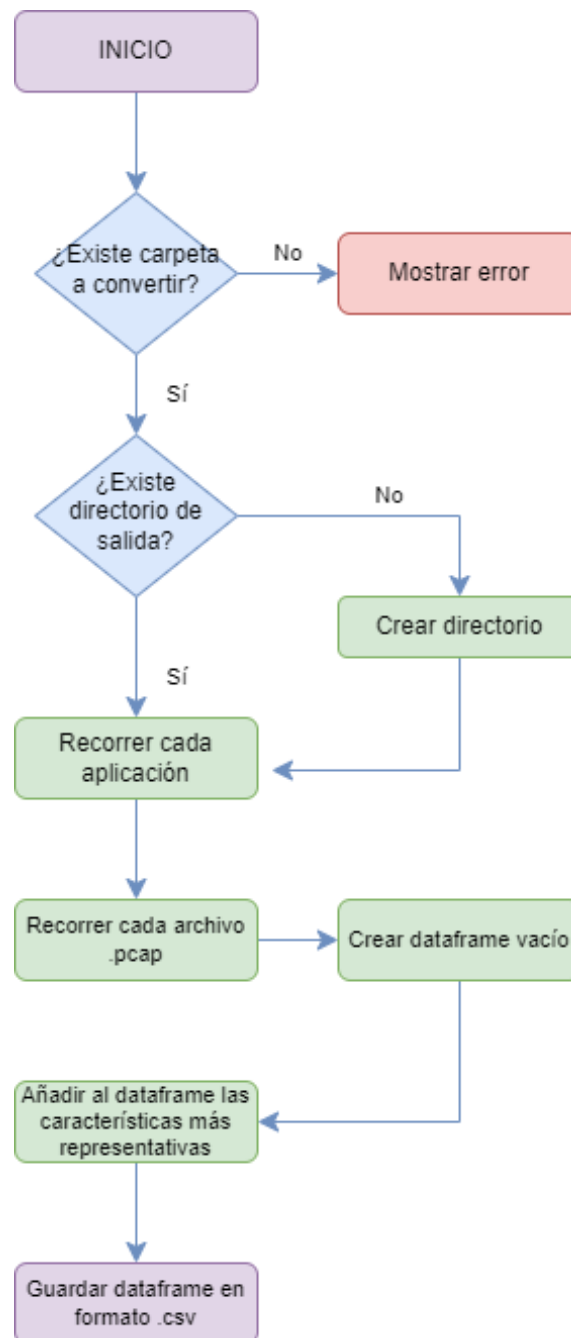 INICIO
¿Existe carpeta
a convertir?
No
Mostrar error
Sí
¿Existe
directorio de
salida?
No
Crear directorio
Sí
Recorrer cada
aplicación
Recorrer cada archivo
.pcap
Crear dataframe vacío
Añadir al dataframe las
características más
representativas
Guardar dataframe en
formato .csv